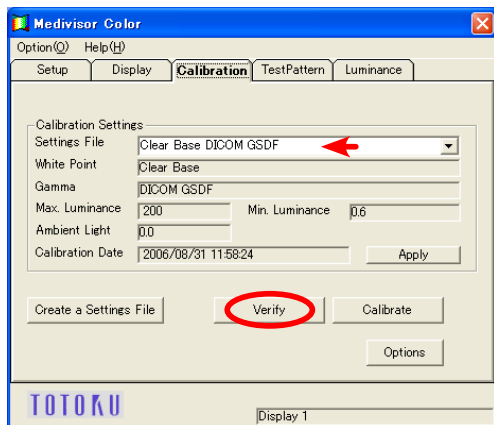 Medivisor Color
Option(O) Help(H)
Setup Display Calibration TestPattern Luminance
Calibration Settings
Settings File Clear Base DICOM GSDF
White Point Clear Base
Gamma DICOM GSDF
Max. Luminance 200 Min. Luminance 0.6
Ambient Light 0.0
Calibration Date 2006/08/31 11:58:24 Apply
Create a Settings File Verify Calibrate
Options
TOTOKU
Display 1